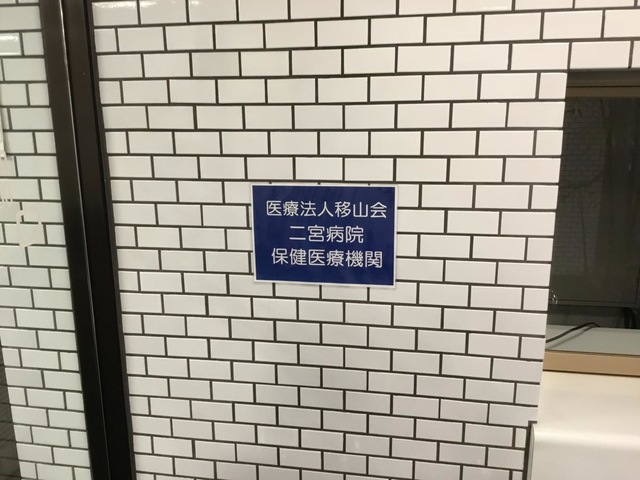 医療法人移山会
二宮病院
保健医療機関